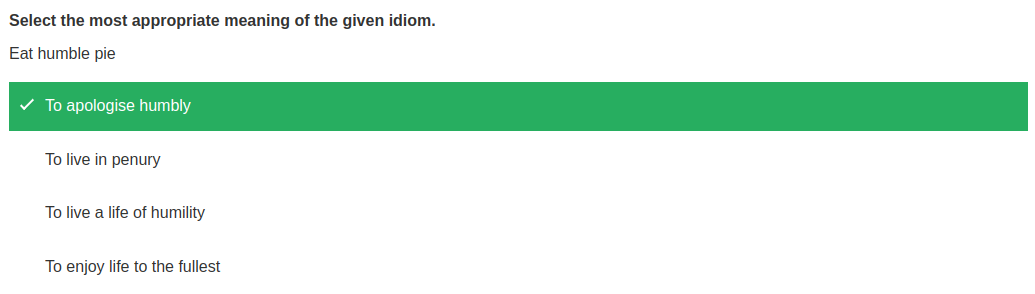 Select the most appropriate meaning of the given idiom.
Eat humble pie
To apologise humbly
To live in penury
To live a life of humility
To enjoy life to the fullest